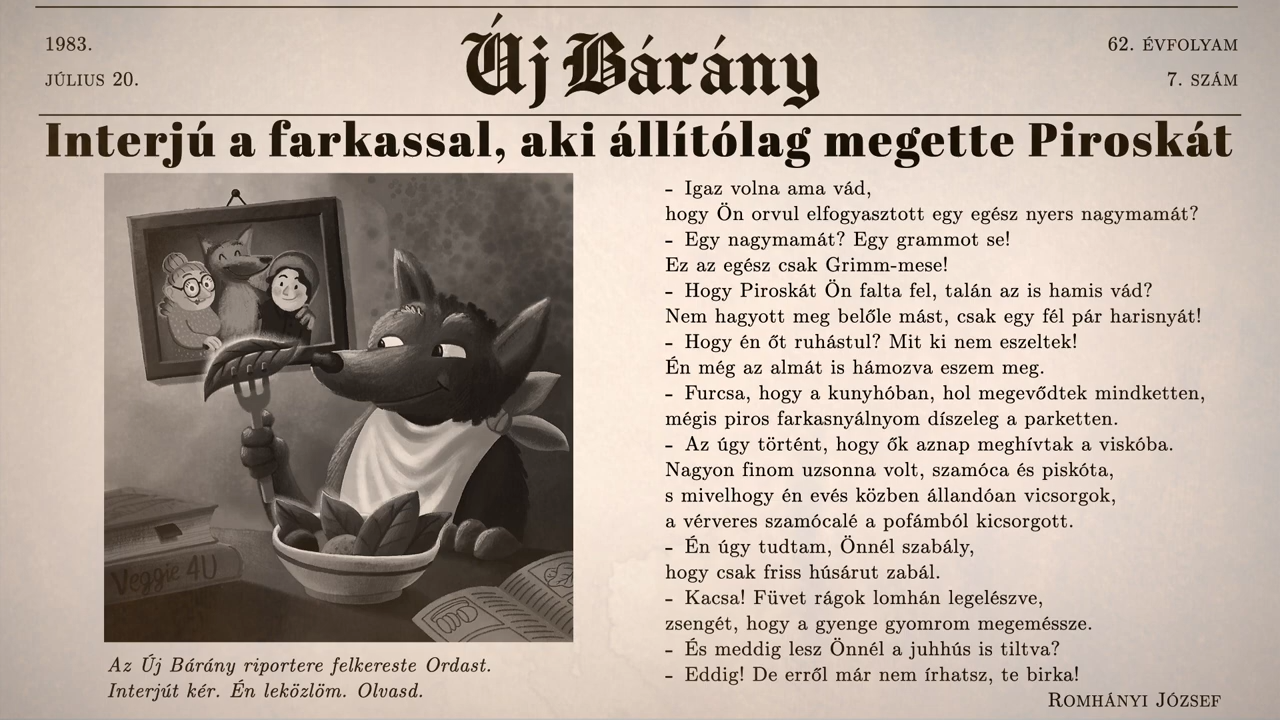 1983.
JÚLIUS 20.
Új Bárány
62. ÉVFOLYAM
7. SZÁM
Interjú a farkassal, aki állítólag megette Piroskát
Veggie 4U
Az Új Bárány riportere felkereste Ordast.
Interjút kér. Én leközlöm. Olvasd.
- Igaz volna ama vád,
hogy Ön orvul elfogyasztott egy egész nyers nagymamát?
- Egy nagymamát? Egy grammot se!
Ez az egész csak Grimm-mese!
- Hogy Piroskát Ön falta fel, talán az is hamis vád?
Nem hagyott meg belőle mást, csak egy fél pár harisnyát!
- Hogy én őt ruhástul? Mit ki nem eszeltek!
Én még az almát is hámozva eszem meg.
- Furcsa, hogy a kunyhóban, hol megevődtek mindketten,
mégis piros farkasnyálnyom díszeleg a parketten.
- Az úgy történt, hogy ők aznap meghívtak a viskóba.
Nagyon finom uzsonna volt, szamóca és piskóta,
s mivelhogy én evés közben állandóan vicsorgok,
a vérveres szamócalé a pofámból kicsorgott.
- Én úgy tudtam, Önnél szabály,
hogy csak friss húsárut zabál.
- Kacsa! Füvet rágok lomhán legelészve,
zsengét, hogy a gyenge gyomrom megeméssze.
- És meddig lesz Önnél a juhhús is tiltva?
- Eddig! De erről már nem írhatsz, te birka!
ROMHÁNYI JÓZSEF